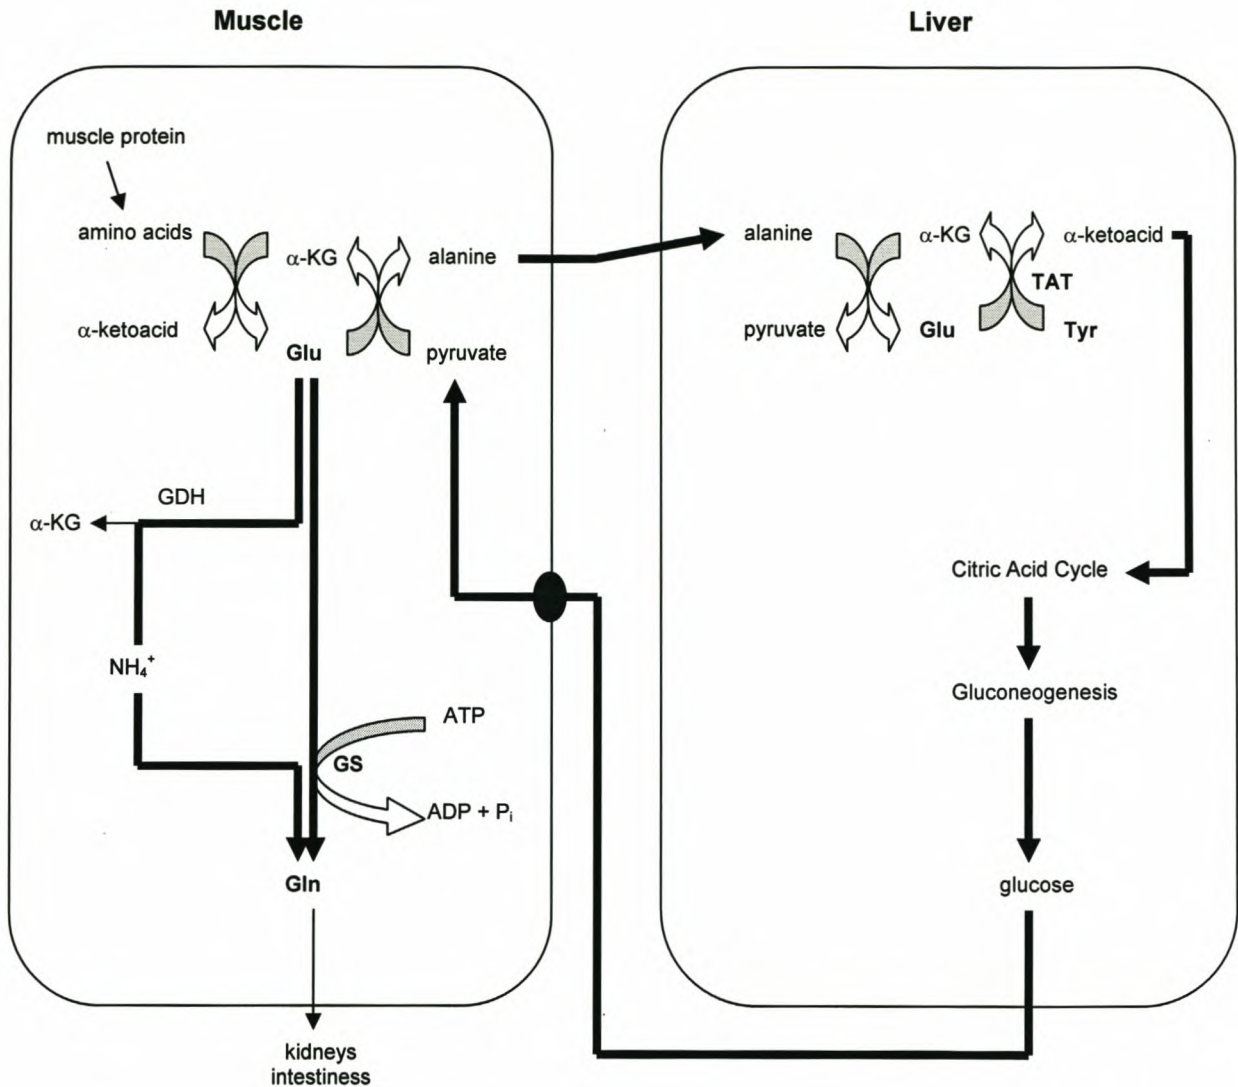 Muscle
Liver
muscle protein
amino acids
α-KG
alanine
α-ketoacid
Glu
pyruvate
GDH
α-KG
NH₄⁺
ATP
GS
ADP + Pᵢ
Gln
kidneys
intestiness
alanine
α-KG
α-ketoacid
TAT
pyruvate
Glu
Tyr
Citric Acid Cycle
Gluconeogenesis
glucose